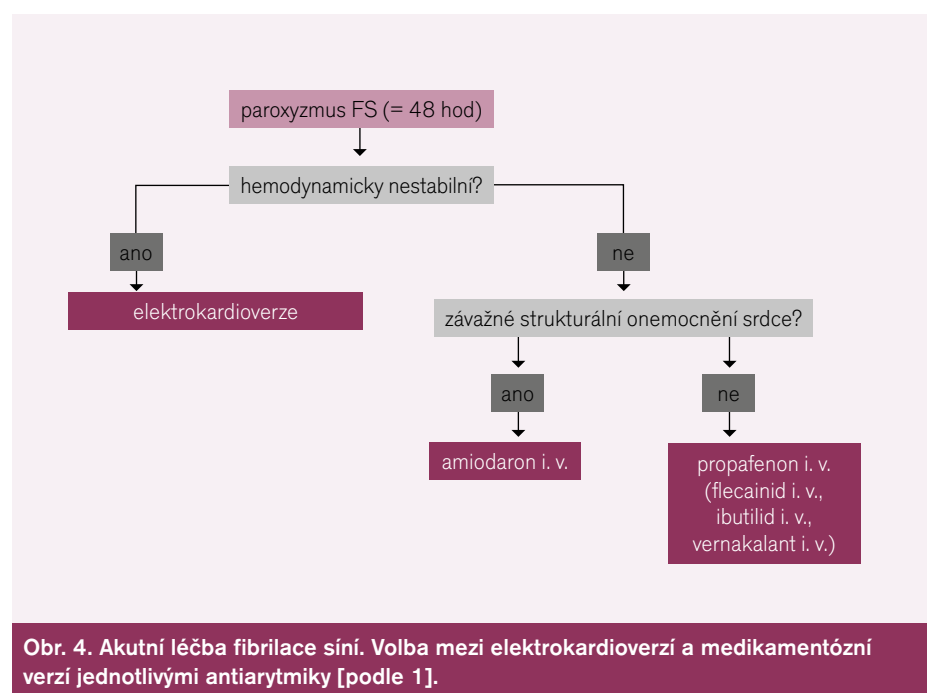 paroxyzmus FS (= 48 hod)
hemodynamicky nestabilní?
ano
ne
elektrokardioverze
závažné strukturální onemocnění srdce?
ano
ne
amiodaron i. v.
propafenon i. v.
(flecainid i. v.,
ibutilid i. v.,
vernakalant i. v.)
Obr. 4. Akutní léčba fibrilace síní. Volba mezi elektrokardioverzí a medikamentózní
verzí jednotlivými antiarytmiky [podle 1].